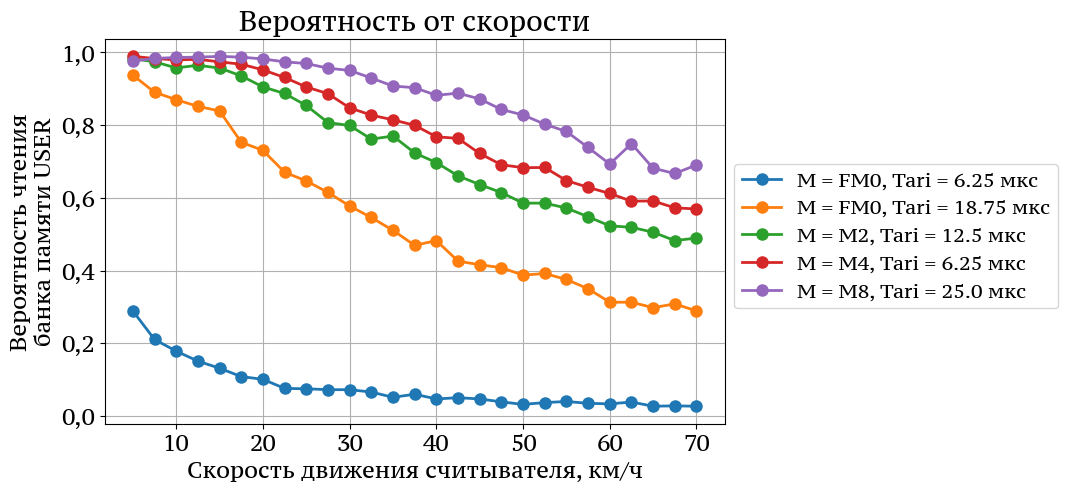 Вероятность от скорости
Вероятность чтения
банка памяти USER
1,0
0,8
0,6
0,4
0,2
0,0
10 20 30 40 50 60 70
Скорость движения считывателя, км/ч
M = FM0, Tari = 6.25 мкс
M = FM0, Tari = 18.75 мкс
M = M2, Tari = 12.5 мкс
M = M4, Tari = 6.25 мкс
M = M8, Tari = 25.0 мкс